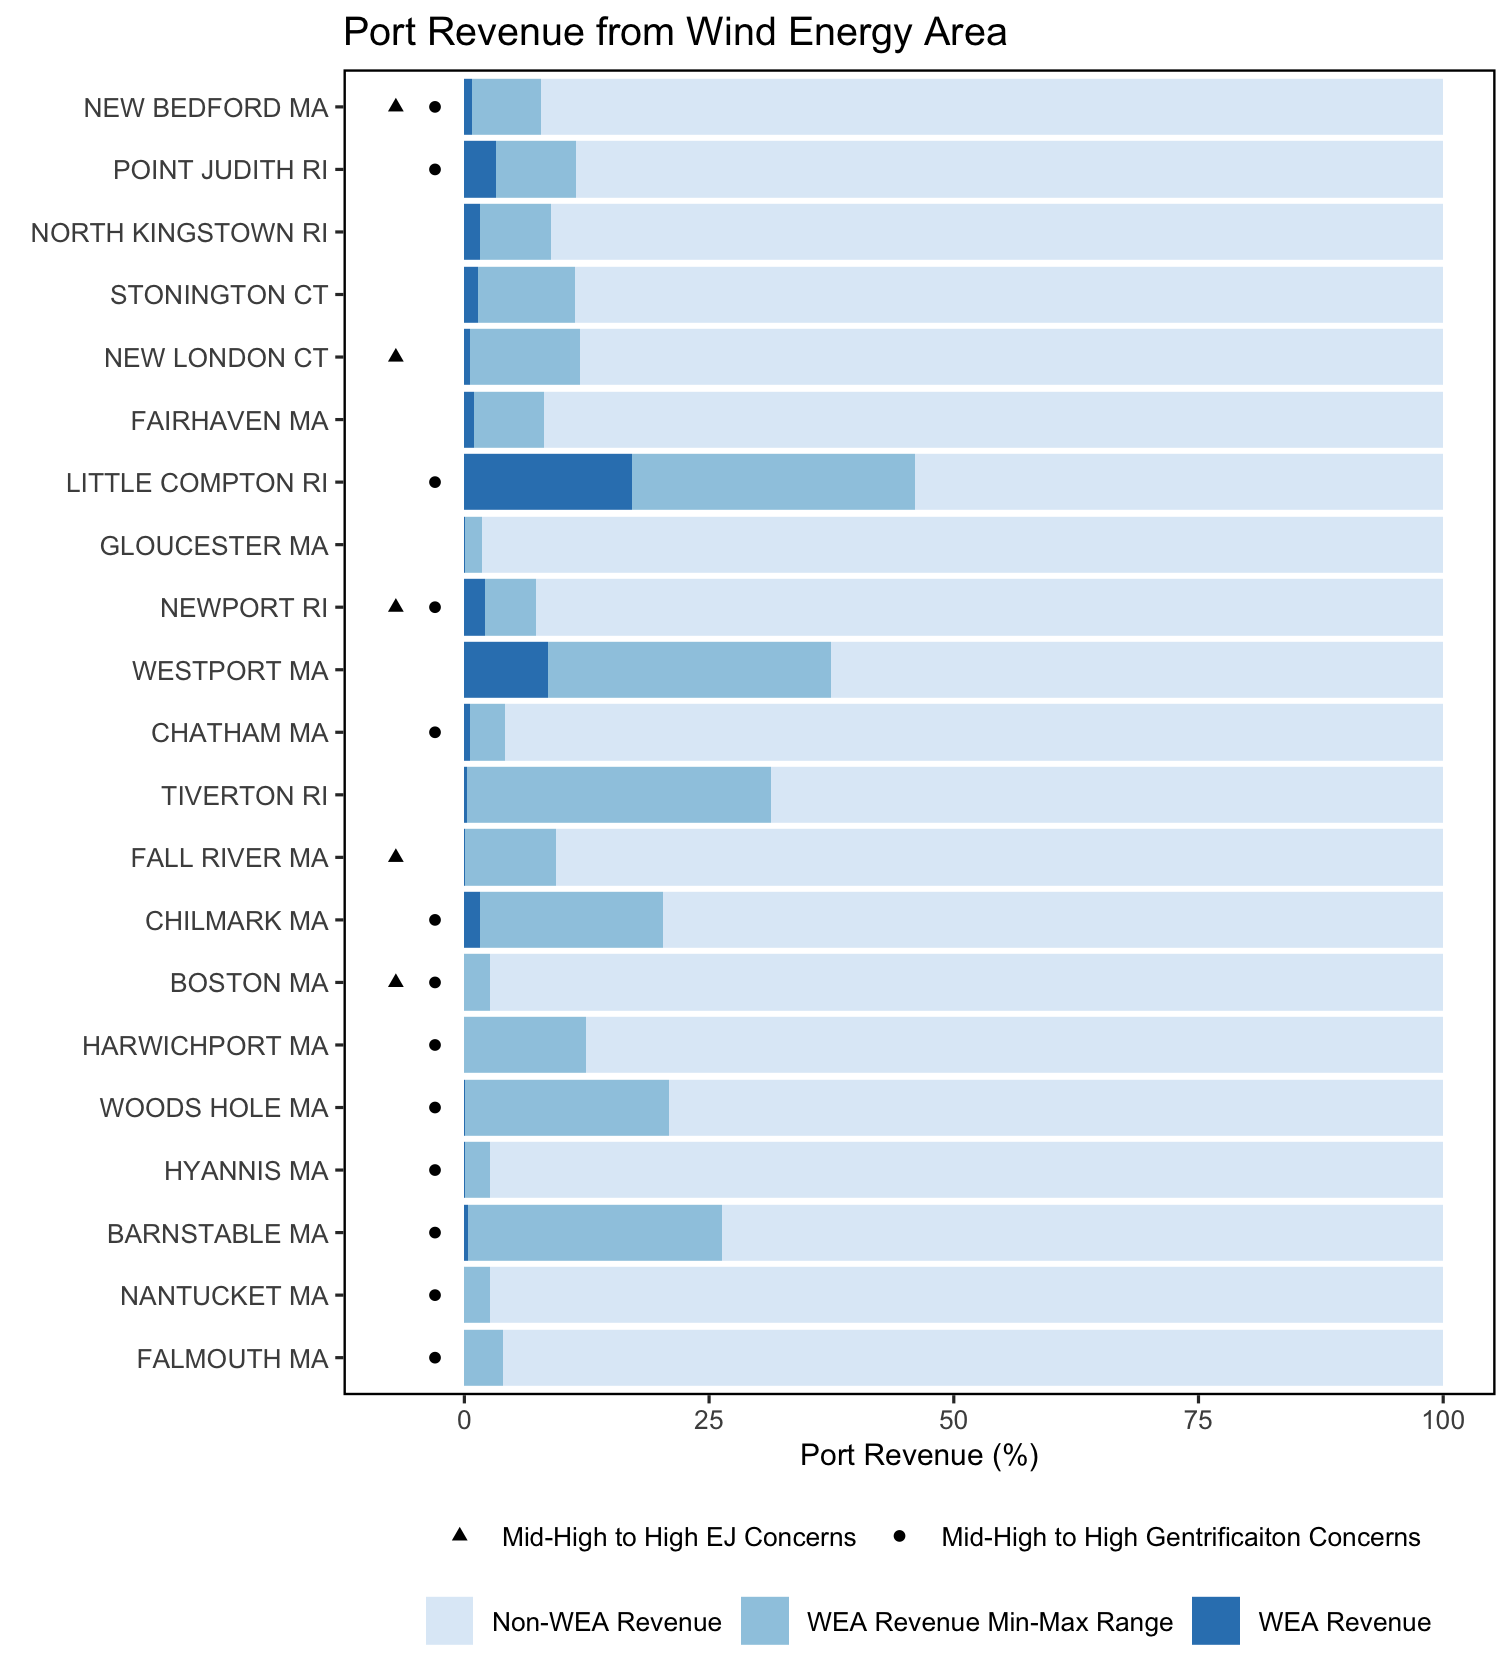 Port Revenue from Wind Energy Area
NEW BEDFORD MA
POINT JUDITH RI
NORTH KINGSTOWN RI
STONINGTON CT
NEW LONDON CT
FAIRHAVEN MA
LITTLE COMPTON RI
GLOUCESTER MA
NEWPORT RI
WESTPORT MA
CHATHAM MA
TIVERTON RI
FALL RIVER MA
CHILMARK MA
BOSTON MA
HARWICHPORT MA
WOODS HOLE MA
HYANNIS MA
BARNSTABLE MA
NANTUCKET MA
FALMOUTH MA
0 25 50 75 100
Port Revenue (%)
Mid-High to High EJ Concerns Mid-High to High Gentrificaiton Concerns
Non-WEA Revenue WEA Revenue Min-Max Range WEA Revenue